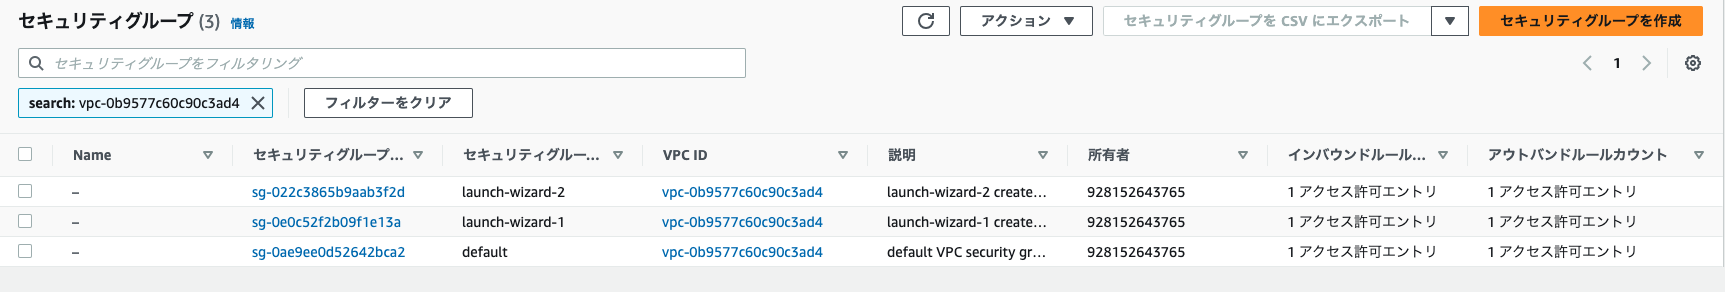 セキュリティグループ (3) 情報
アクション
セキュリティグループを CSV にエクスポート
セキュリティグループを作成
セキュリティグループをフィルタリング
1
search: vpc-0b9577c60c90c3ad4
フィルターをクリア
Name セキュリティグループ... セキュリティグルー... VPC ID 説明 所有者 インバウンドルール... アウトバンドルールカウント
– sg-022c3865b9aab3f2d launch-wizard-2 vpc-0b9577c60c90c3ad4 launch-wizard-2 create... 928152643765 1 アクセス許可エントリ 1 アクセス許可エントリ
– sg-0e0c52f2b09f1e13a launch-wizard-1 vpc-0b9577c60c90c3ad4 launch-wizard-1 create... 928152643765 1 アクセス許可エントリ 1 アクセス許可エントリ
– sg-0ae9ee0d52642bca2 default vpc-0b9577c60c90c3ad4 default VPC security gr... 928152643765 1 アクセス許可エントリ 1 アクセス許可エントリ